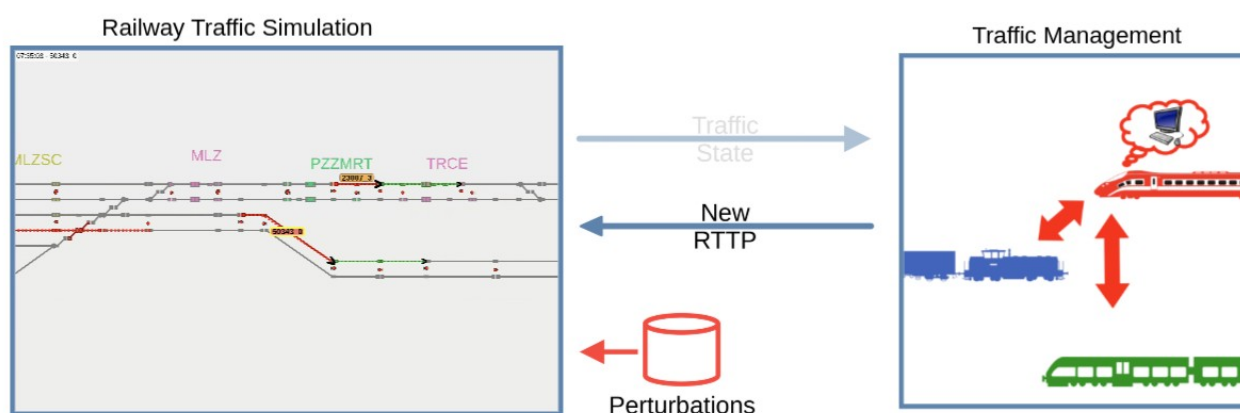 Railway Traffic Simulation
Traffic Management
MLZSC
MLZ
PZZMRT
TRCE
Traffic
State
New
RTTP
Perturbations